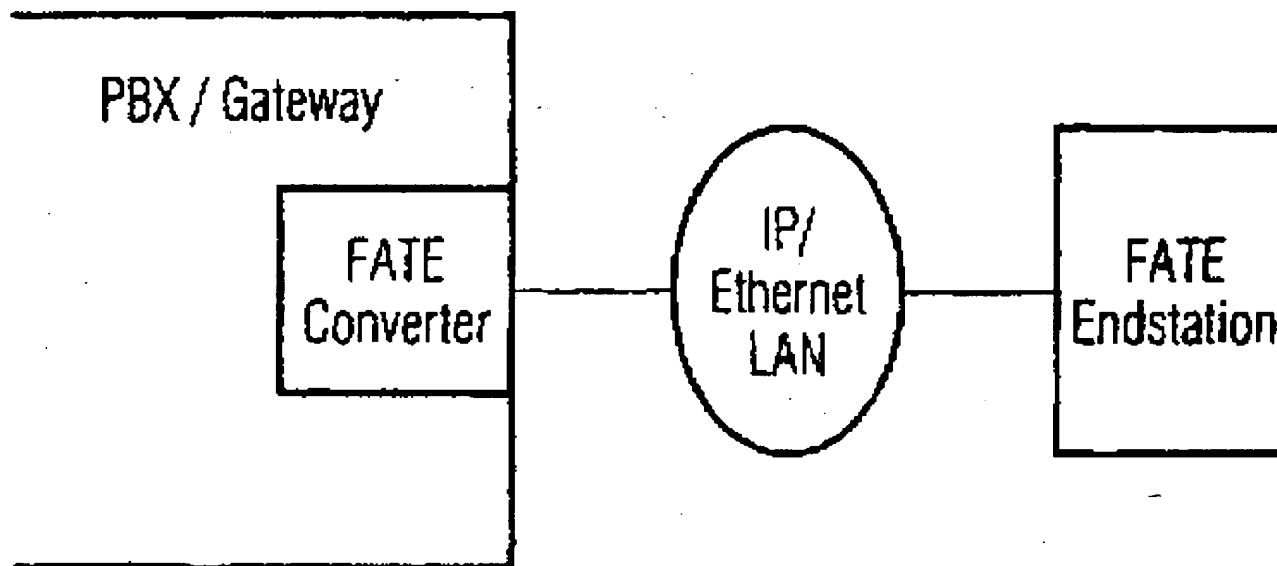 PBX / Gateway
FATE
Converter
IP/
Ethernet
LAN
FATE
Endstation